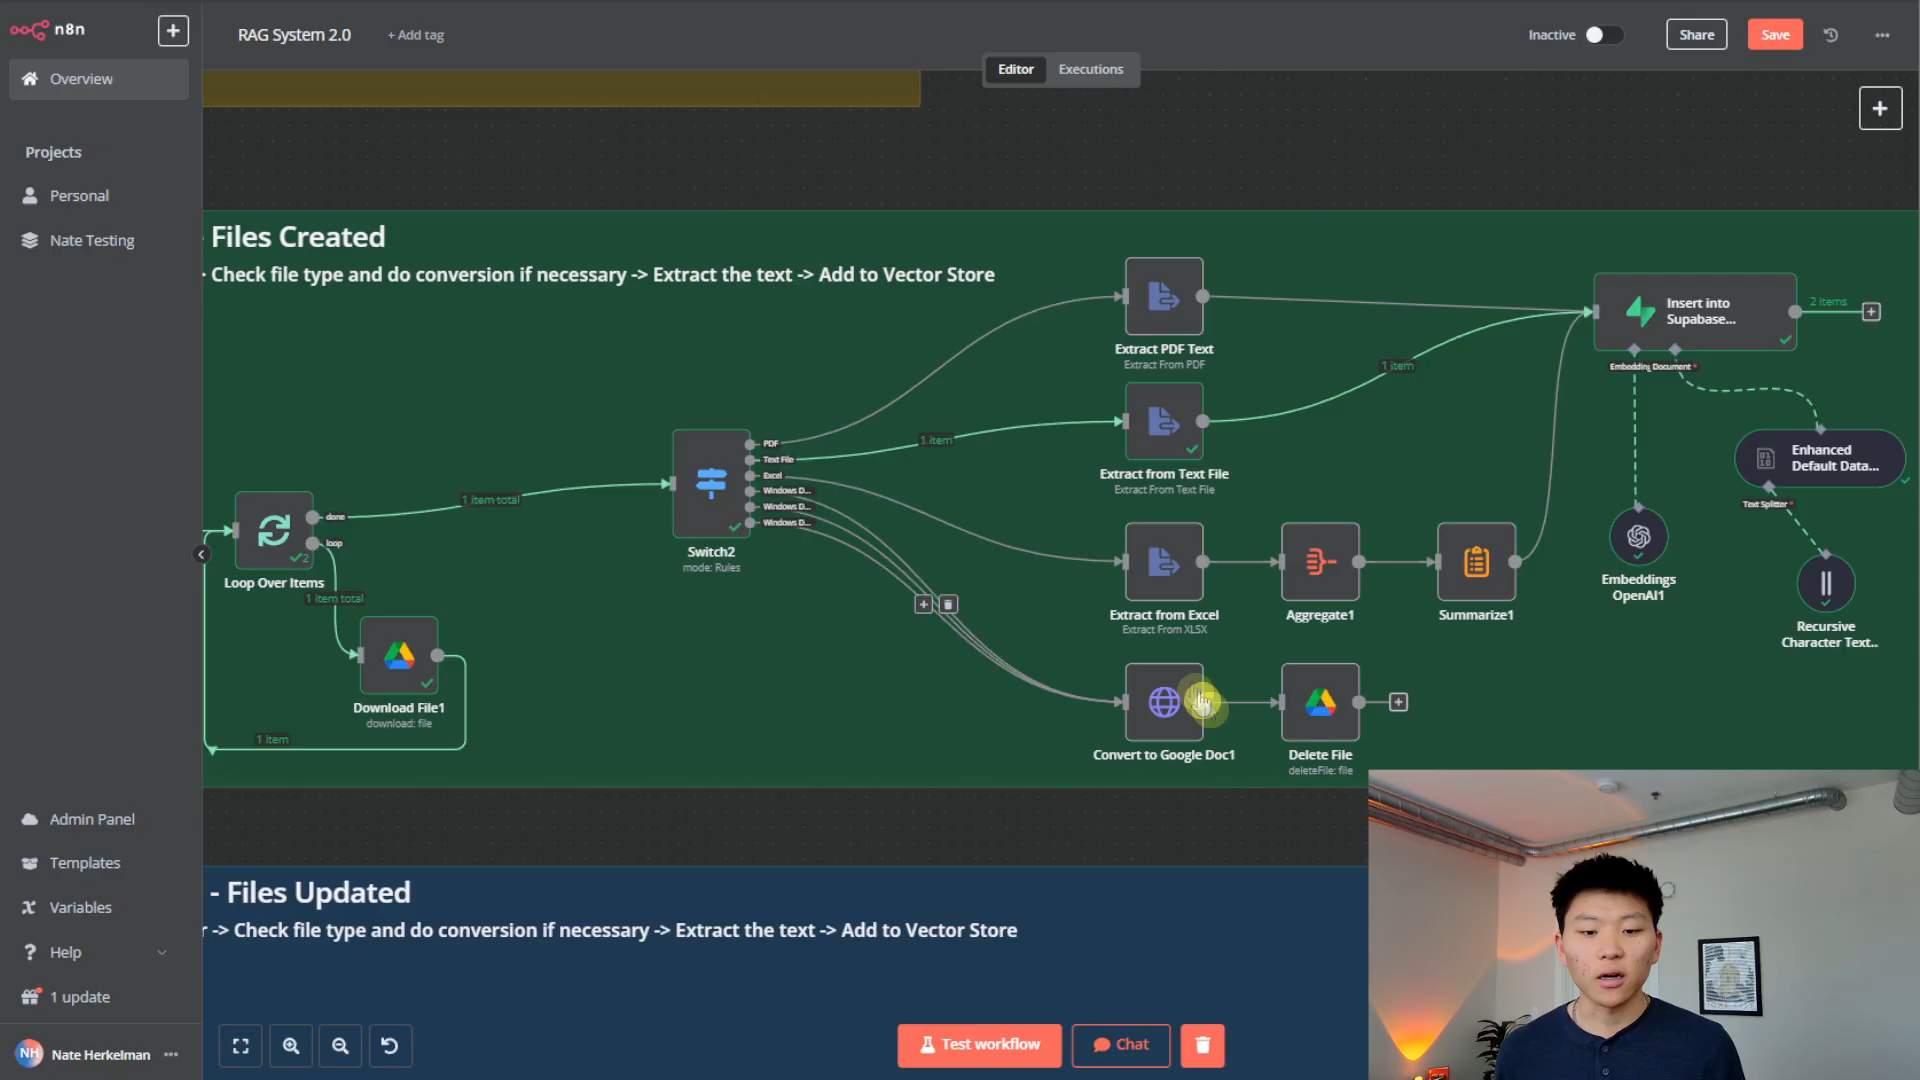 n8n
RAG System 2.0
+ Add tag
Inactive
Share
Save
Editor
Executions
Overview
Projects
Personal
Nate Testing
Files Created
Check file type and do conversion if necessary -> Extract the text -> Add to Vector Store
Extract PDF Text
Extract From PDF
Insert into
Supabase...
2 items
Embedding
Document *
1 item
Extract from Text File
Extract From Text File
1 item
PDF
Text File
Excel
Windows D...
Windows D...
Windows D...
Switch2
mode: Rules
1 item total
done
loop
2
Loop Over Items
1 item total
Download File1
download: file
1 item
Extract from Excel
Extract From XLSX
Aggregate1
Summarize1
Convert to Google Doc1
Delete File
deleteFile: file
Enhanced
Default Data...
Text Splitter *
Embeddings
OpenAI1
Recursive
Character Text...
- Files Updated
r -> Check file type and do conversion if necessary -> Extract the text -> Add to Vector Store
Admin Panel
Templates
Variables
Help
1 update
NH
Nate Herkelman
Test workflow
Chat